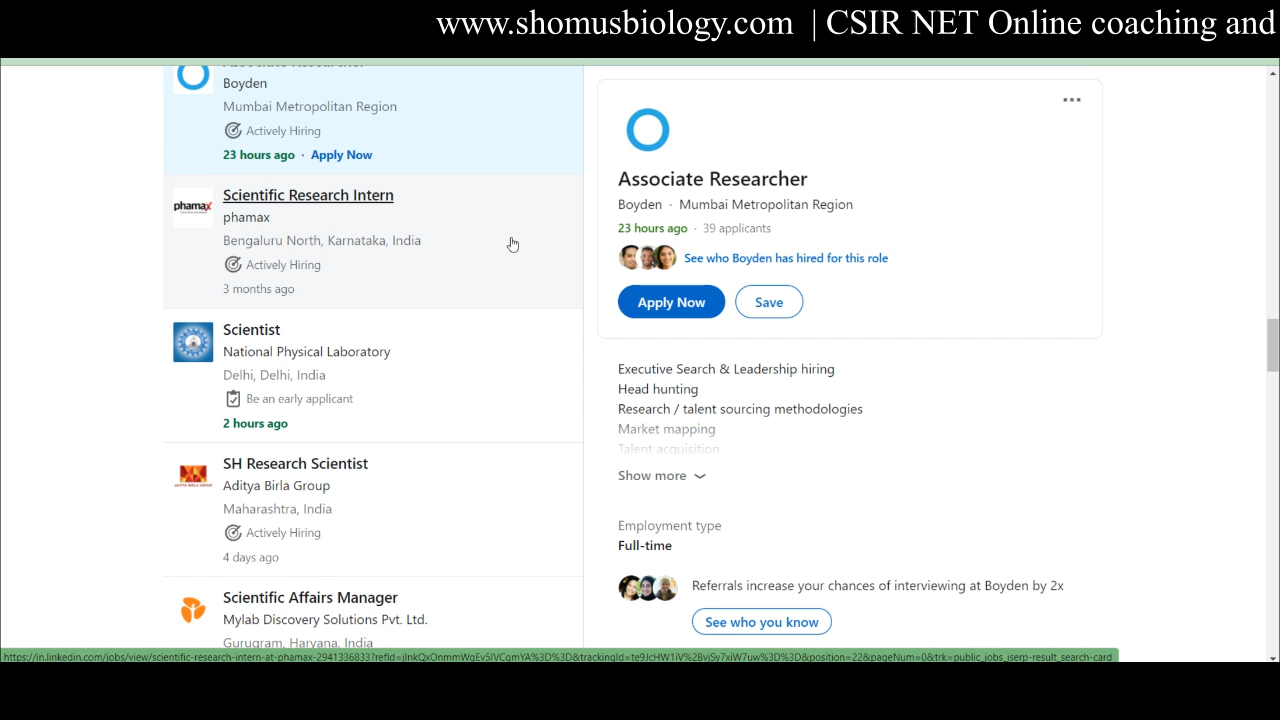 www.shomusbiology.com | CSIR NET Online coaching and
Boyden
Mumbai Metropolitan Region
Actively Hiring
23 hours ago · Apply Now
phamax
Scientific Research Intern
phamax
Bengaluru North, Karnataka, India
Actively Hiring
3 months ago
Scientist
National Physical Laboratory
Delhi, Delhi, India
Be an early applicant
2 hours ago
ADITYA BIRLA GROUP
SH Research Scientist
Aditya Birla Group
Maharashtra, India
Actively Hiring
4 days ago
Scientific Affairs Manager
Mylab Discovery Solutions Pvt. Ltd.
Gurugram, Haryana, India
Associate Researcher
Boyden · Mumbai Metropolitan Region
23 hours ago · 39 applicants
See who Boyden has hired for this role
Apply Now
Save
Executive Search & Leadership hiring
Head hunting
Research / talent sourcing methodologies
Market mapping
Talent acquisition
Show more
Employment type
Full-time
Referrals increase your chances of interviewing at Boyden by 2x
See who you know